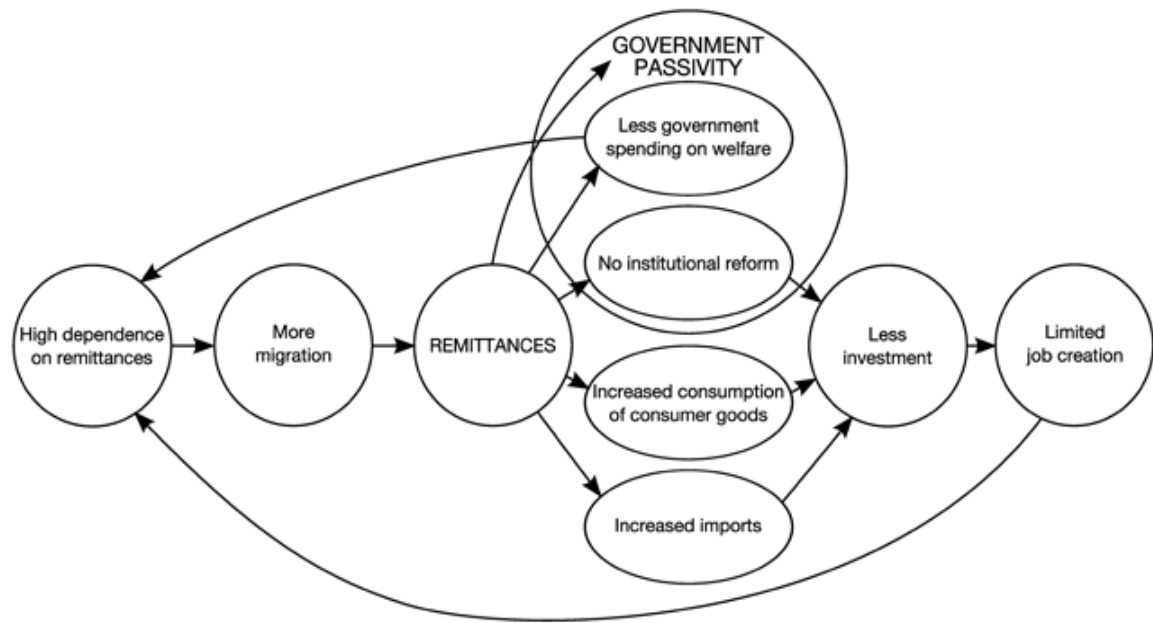 GOVERNMENT
PASSIVITY
Less government
spending on welfare
No institutional reform
High dependence
on remittances
More
migration
REMITTANCES
Less
investment
Limited
job creation
Increased consumption
of consumer goods
Increased imports